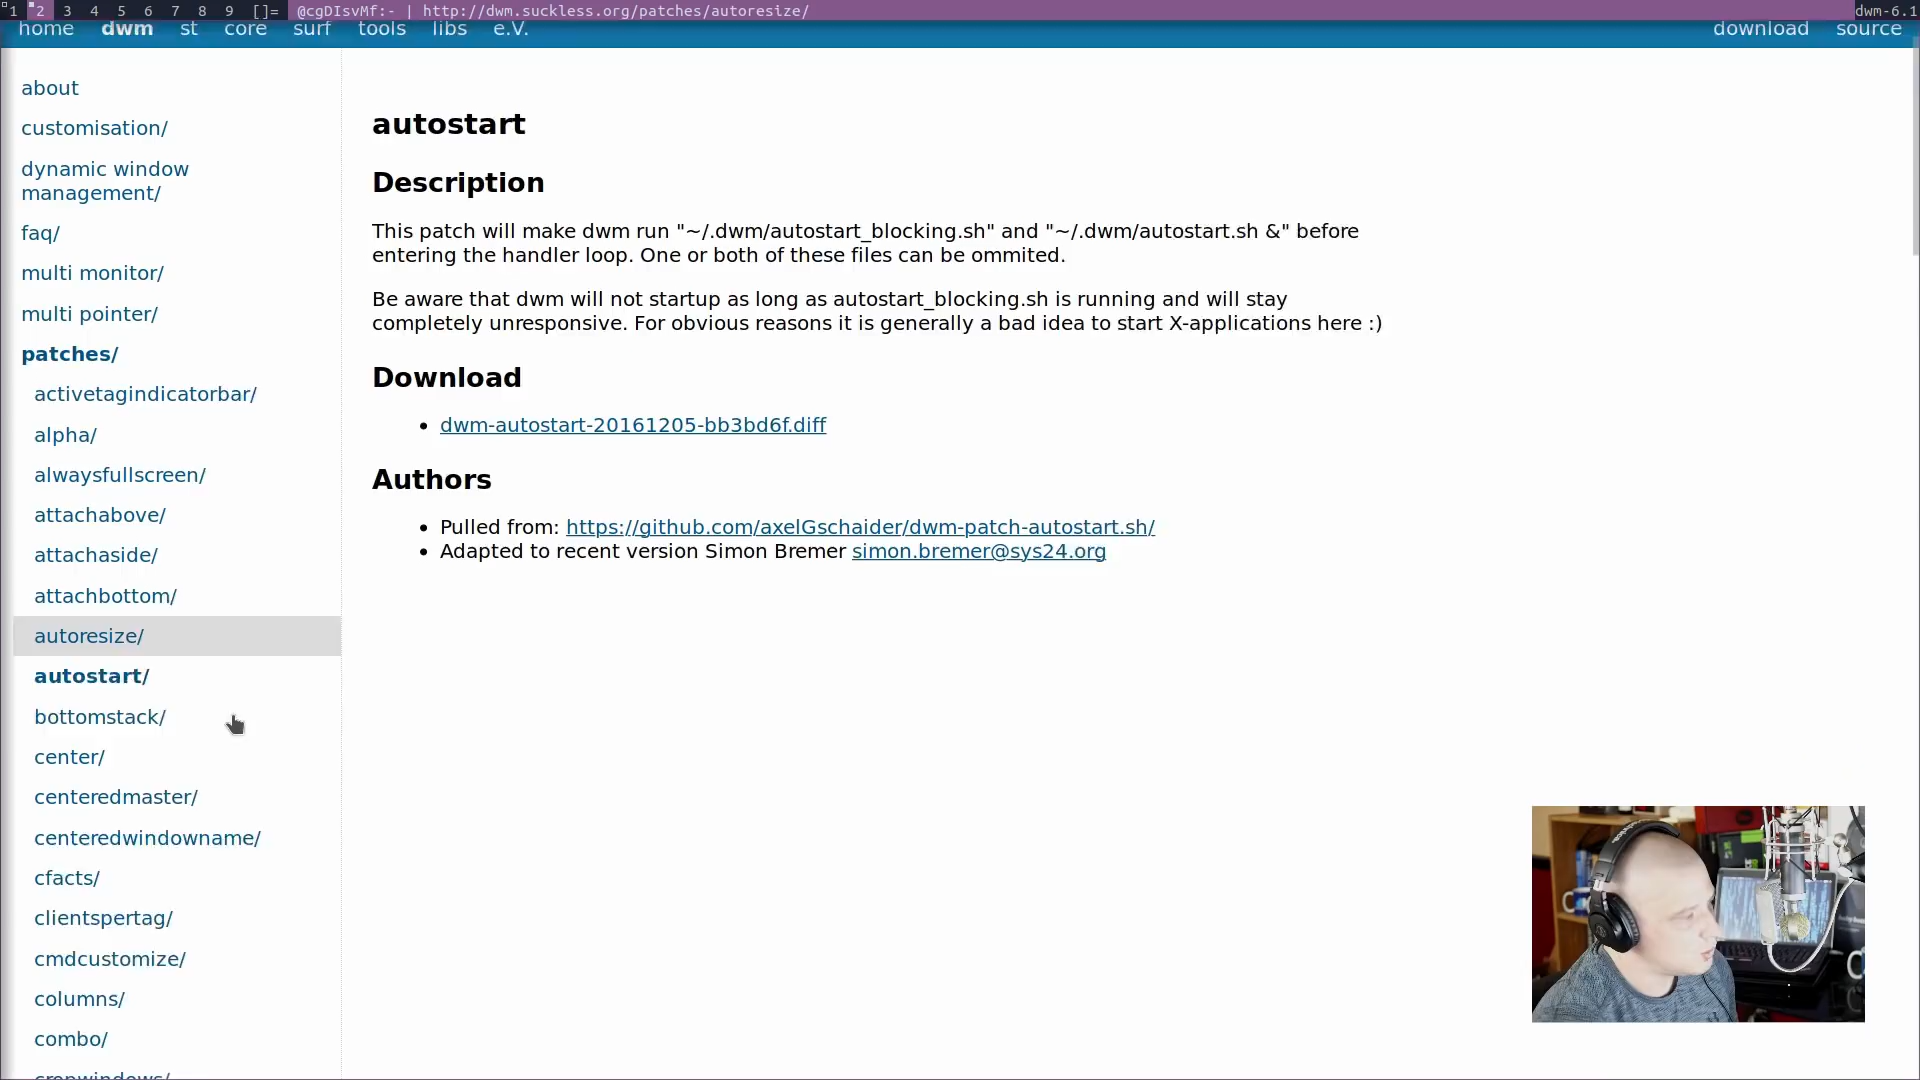 1 2 3 4 5 6 7 8 9 []= @cgDIsvMf:- | http://dwm.suckless.org/patches/autoresize/ dwm-6.1
home dwm st core surf tools libs e.V. download source
about
customisation/
dynamic window
management/
faq/
multi monitor/
multi pointer/
patches/
activetagindicatorbar/
alpha/
alwaysfullscreen/
attachabove/
attachaside/
attachbottom/
autoresize/
autostart/
bottomstack/
center/
centeredmaster/
centeredwindowname/
cfacts/
clientspertag/
cmdcustomize/
columns/
combo/
cropwindows/
autostart
Description
This patch will make dwm run "~/.dwm/autostart_blocking.sh" and "~/.dwm/autostart.sh &" before
entering the handler loop. One or both of these files can be ommited.
Be aware that dwm will not startup as long as autostart_blocking.sh is running and will stay
completely unresponsive. For obvious reasons it is generally a bad idea to start X-applications here :)
Download
dwm-autostart-20161205-bb3bd6f.diff
Authors
Pulled from: https://github.com/axelGschaider/dwm-patch-autostart.sh/
Adapted to recent version Simon Bremer simon.bremer@sys24.org